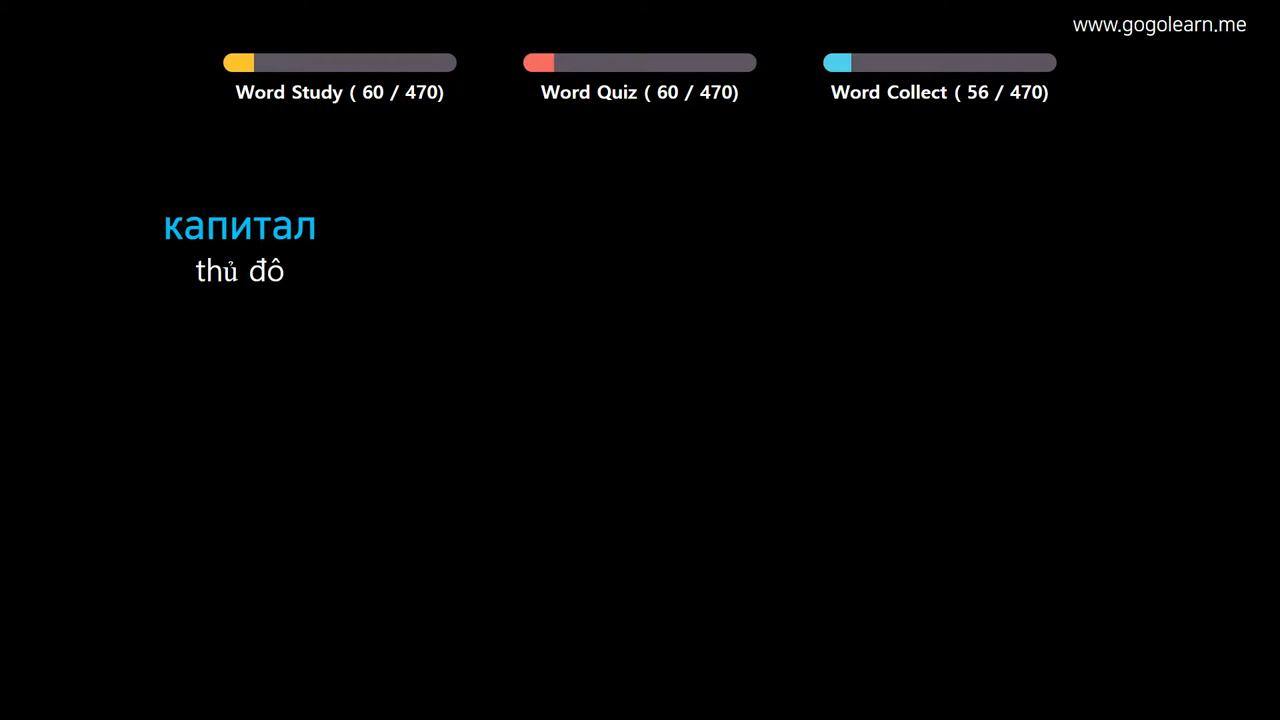 www.gogolearn.me
Word Study ( 60 / 470)
Word Quiz ( 60 / 470)
Word Collect ( 56 / 470)
капитал
thủ đô